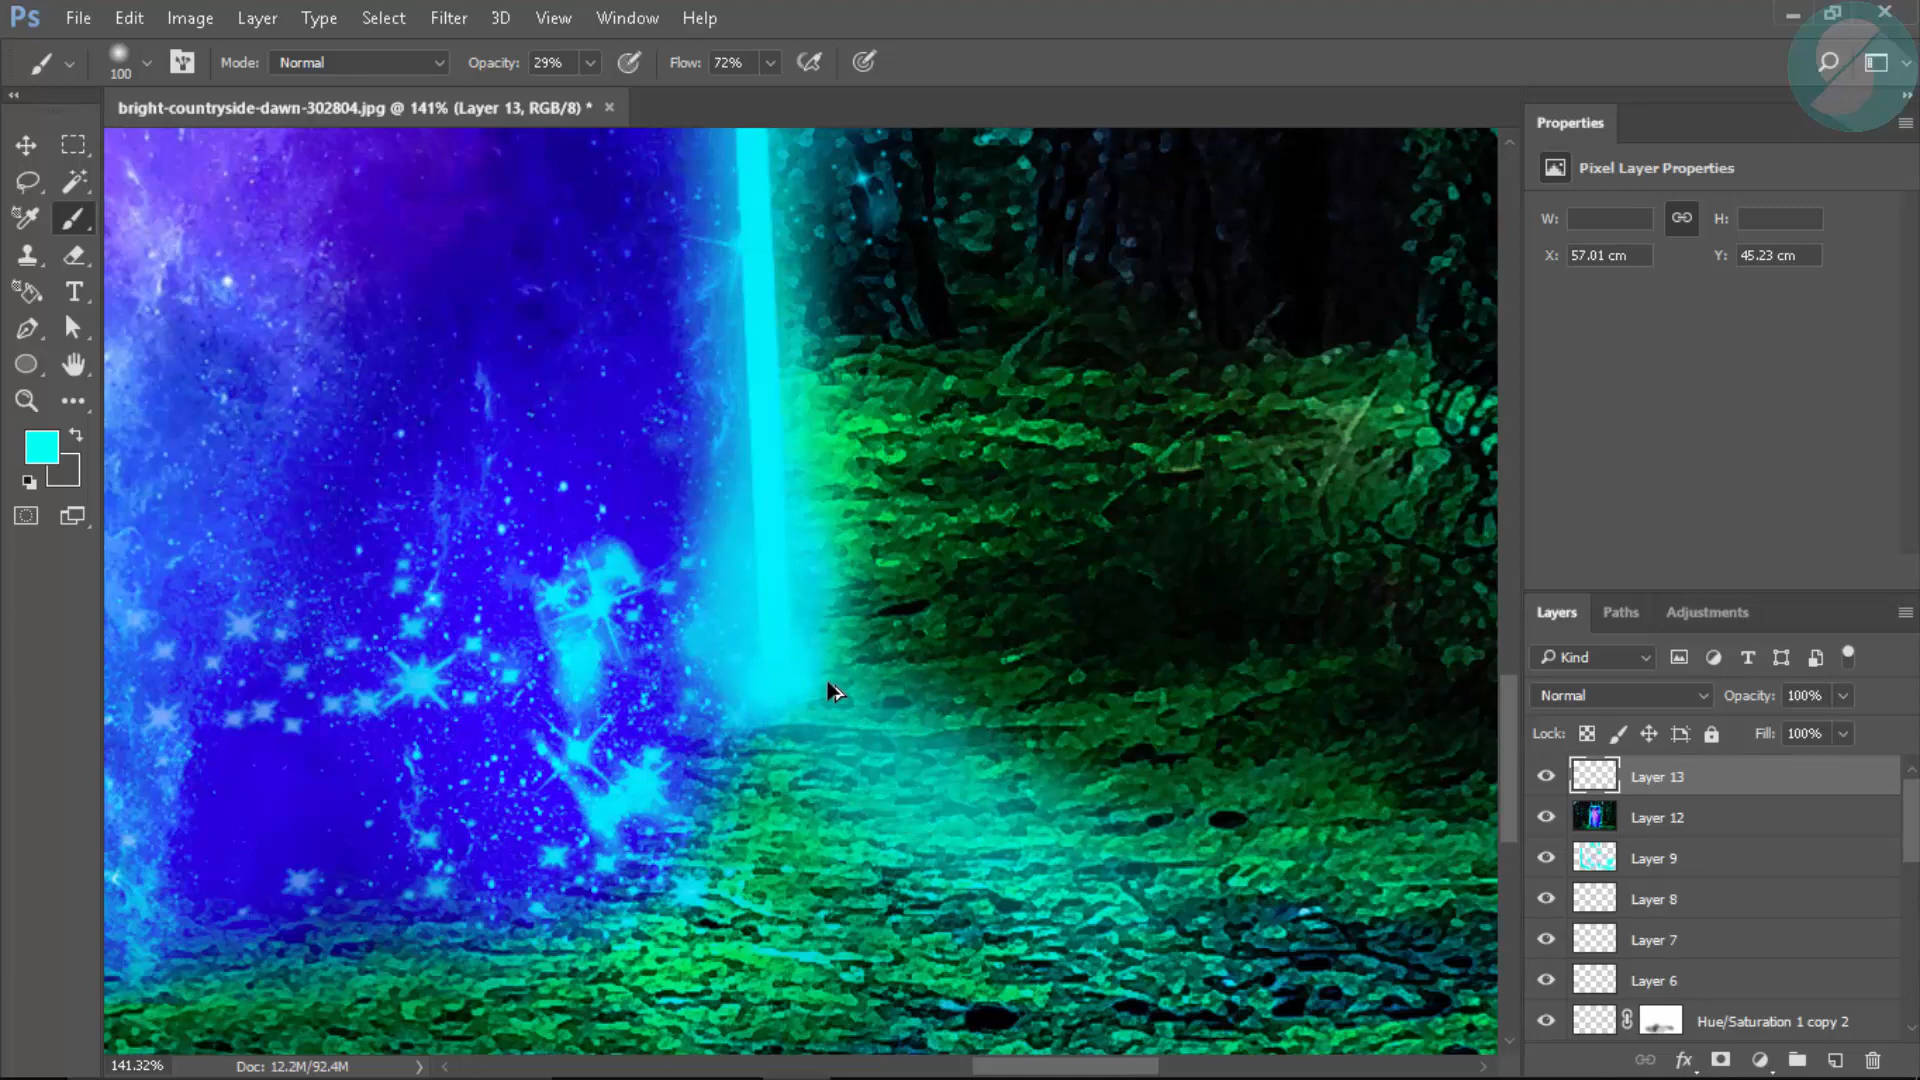 Ps File Edit Image Layer Type Select Filter 3D View Window Help
100 Mode: Normal Opacity: 29% Flow: 72%
bright-countryside-dawn-302804.jpg @ 141% (Layer 13, RGB/8) *
Properties
Pixel Layer Properties
W: H:
X: 57.01 cm Y: 45.23 cm
Layers Paths Adjustments
Kind
Normal Opacity: 100%
Lock: Fill: 100%
Layer 13
Layer 12
Layer 9
Layer 8
Layer 7
Layer 6
Hue/Saturation 1 copy 2
fx
141.32% Doc: 12.2M/92.4M